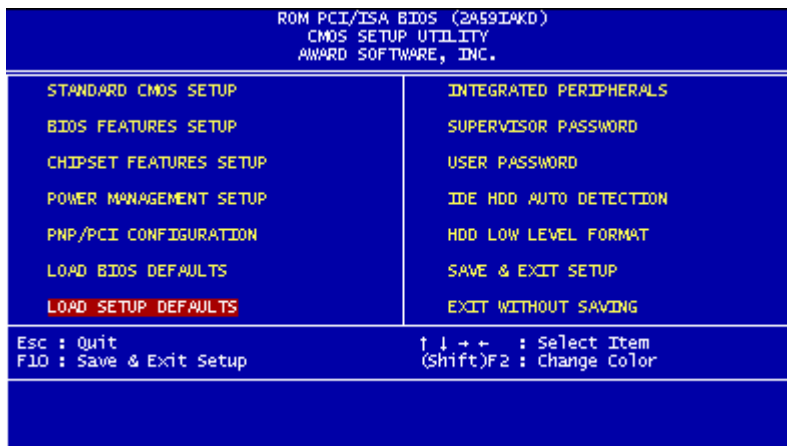 ROM PCI/ISA BIOS (2A59IAKD)
CMOS SETUP UTILITY
AWARD SOFTWARE, INC.
STANDARD CMOS SETUP
BIOS FEATURES SETUP
CHIPSET FEATURES SETUP
POWER MANAGEMENT SETUP
PNP/PCI CONFIGURATION
LOAD BIOS DEFAULTS
LOAD SETUP DEFAULTS
INTEGRATED PERIPHERALS
SUPERVISOR PASSWORD
USER PASSWORD
IDE HDD AUTO DETECTION
HDD LOW LEVEL FORMAT
SAVE & EXIT SETUP
EXIT WITHOUT SAVING
Esc : Quit
F10 : Save & Exit Setup
↑ ↓ → ← : Select Item
(Shift)F2 : Change Color